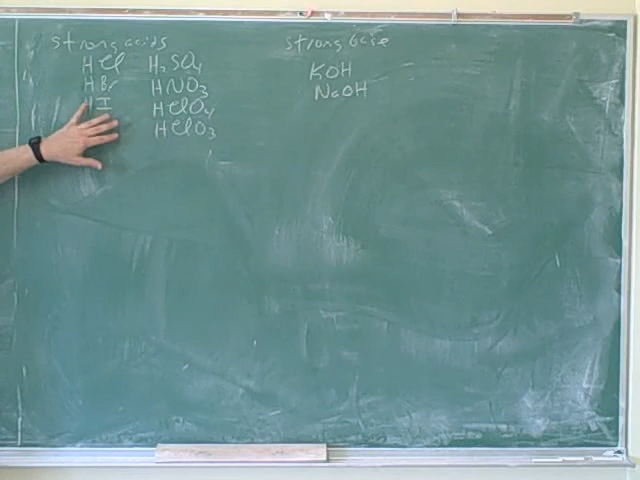 strong acids
HCl H₂SO₄
HBr HNO₃
HI HClO₄
HClO₃
strong base
KOH
NaOH